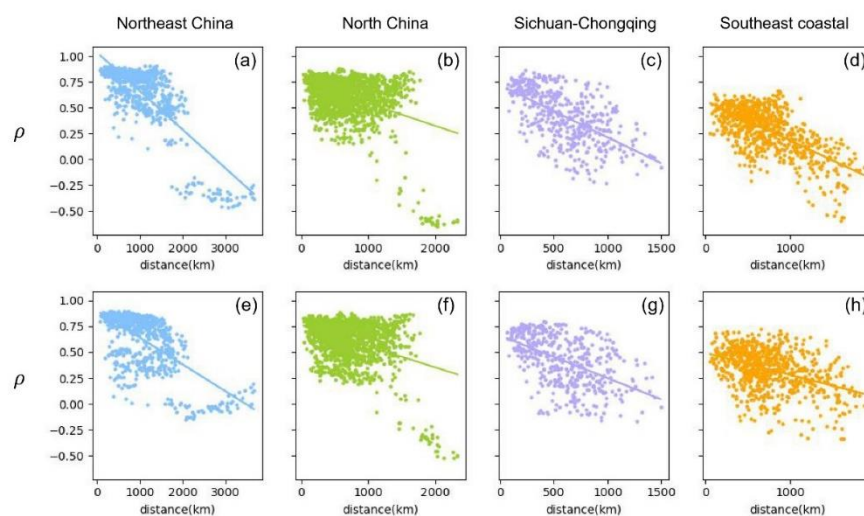 Northeast China North China Sichuan-Chongqing Southeast coastal
(a) (b) (c) (d)
1.00
0.75
0.50
ρ
0.25
0.00
-0.25
-0.50
0 1000 2000 3000 0 1000 2000 0 500 1000 1500 0 1000
distance(km) distance(km) distance(km) distance(km)
(e) (f) (g) (h)
1.00
0.75
0.50
ρ
0.25
0.00
-0.25
-0.50
0 1000 2000 3000 0 1000 2000 0 500 1000 1500 0 1000
distance(km) distance(km) distance(km) distance(km)